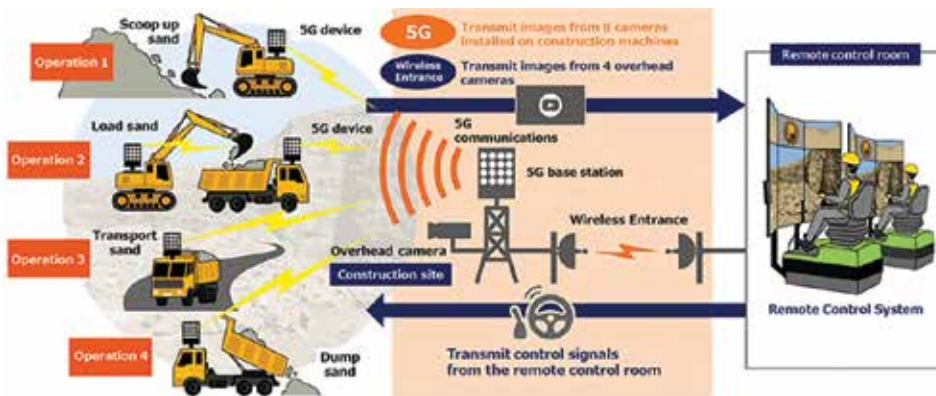 Scoop up
sand
5G device
Operation 1
5G
Transmit images from 8 cameras
installed on construction machines
Wireless
Entrance
Transmit images from 4 overhead
cameras
Remote control room
Load sand
5G device
5G
communications
Operation 2
5G base station
Wireless Entrance
Transport
sand
Operation 3
Overhead camera
Construction site
Remote Control System
Operation 4
Dump
sand
Transmit control signals
from the remote control room